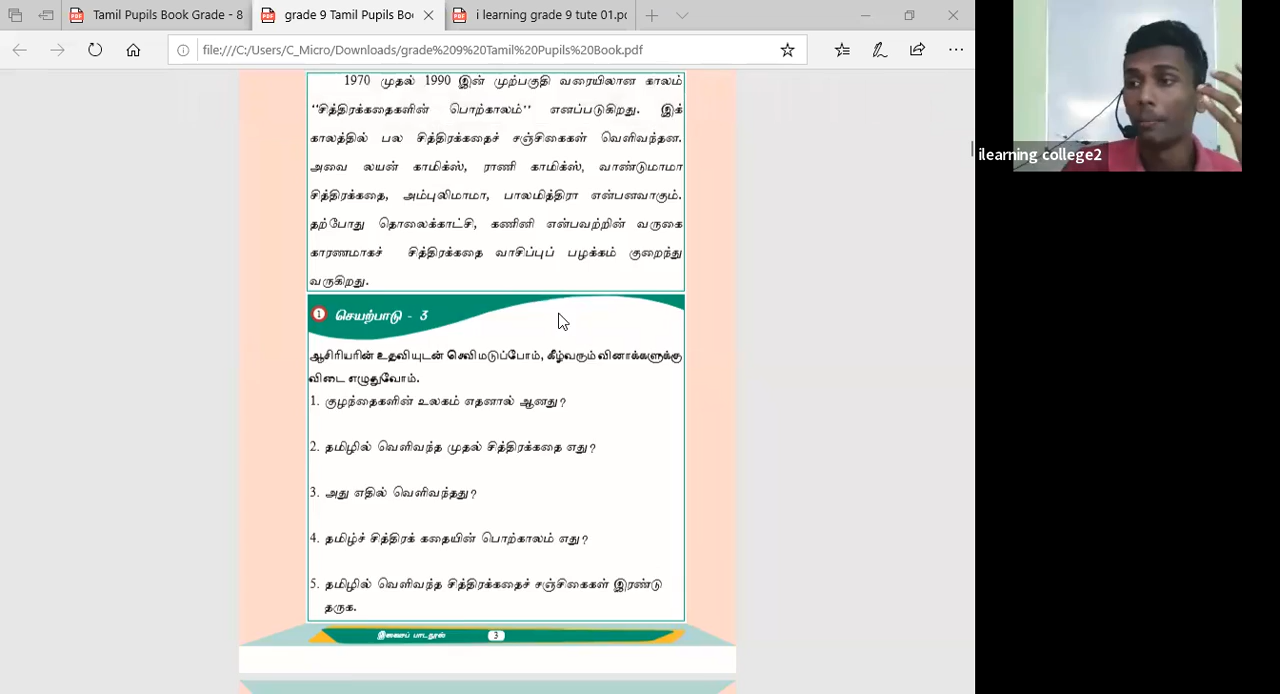 Tamil Pupils Book Grade - 8
grade 9 Tamil Pupils Bo
i learning grade 9 tute 01.pd
file:///C:/Users/C_Micro/Downloads/grade%209%20Tamil%20Pupils%20Book.pdf
ilearning college2
1970 முதல் 1990 இன் முற்பகுதி வரையிலான காலம்
"சித்திரக்கதைகளின் பொற்காலம்" எனப்படுகிறது. இக்
காலத்தில் பல சித்திரக்கதைச் சஞ்சிகைகள் வெளிவந்தன.
அவை லயன் காமிக்ஸ், ராணி காமிக்ஸ், வாண்டுமாமா
சித்திரக்கதை, அம்புலிமாமா, பாலமித்திரா என்பனவாகும்.
தற்போது தொலைக்காட்சி, கணினி என்பவற்றின் வருகை
காரணமாகச் சித்திரக்கதை வாசிப்புப் பழக்கம் குறைந்து
வருகிறது.
1 செயற்பாடு - 3
ஆசிரியரின் உதவியுடன் செவிமடுப்போம், கீழ்வரும் வினாக்களுக்கு
விடை எழுதுவோம்.
1. குழந்தைகளின் உலகம் எதனால் ஆனது?
2. தமிழில் வெளிவந்த முதல் சித்திரக்கதை எது?
3. அது எதில் வெளிவந்தது?
4. தமிழ்ச் சித்திரக் கதையின் பொற்காலம் எது?
5. தமிழில் வெளிவந்த சித்திரக்கதைச் சஞ்சிகைகள் இரண்டு
தருக.
இலவசப் பாடநூல் 3